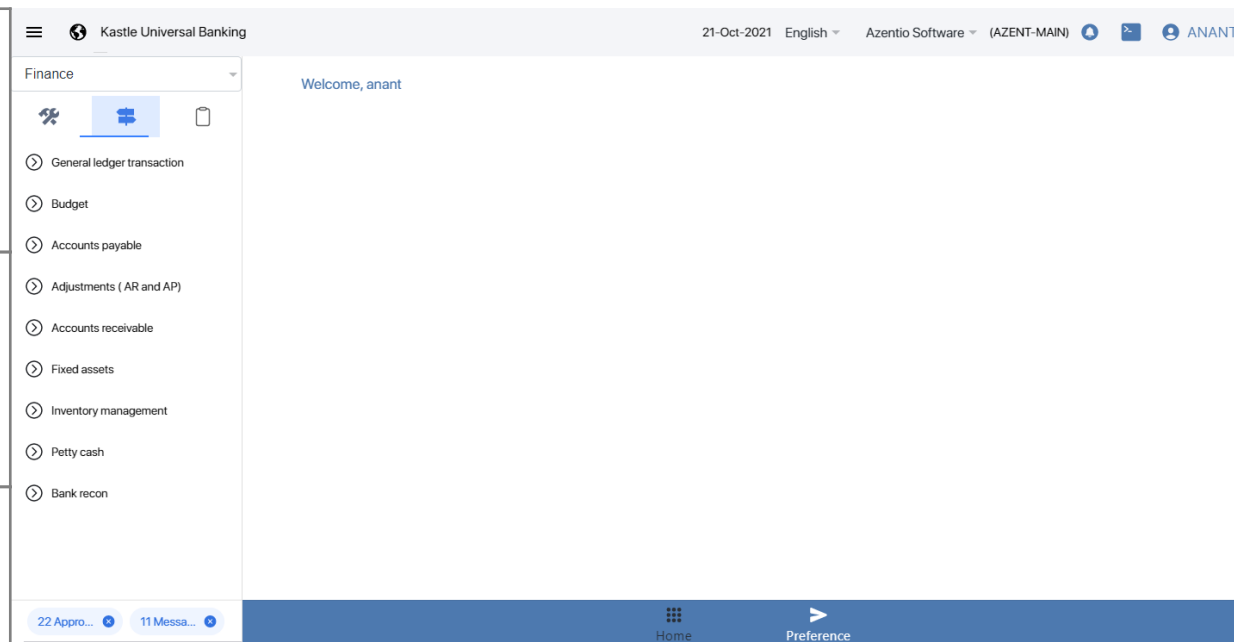 Kastle Universal Banking
21-Oct-2021 English Azentio Software (AZENT-MAIN) ANANT
Finance
Welcome, anant
General ledger transaction
Budget
Accounts payable
Adjustments ( AR and AP)
Accounts receivable
Fixed assets
Inventory management
Petty cash
Bank recon
22 Appro... 11 Messa...
Home Preference